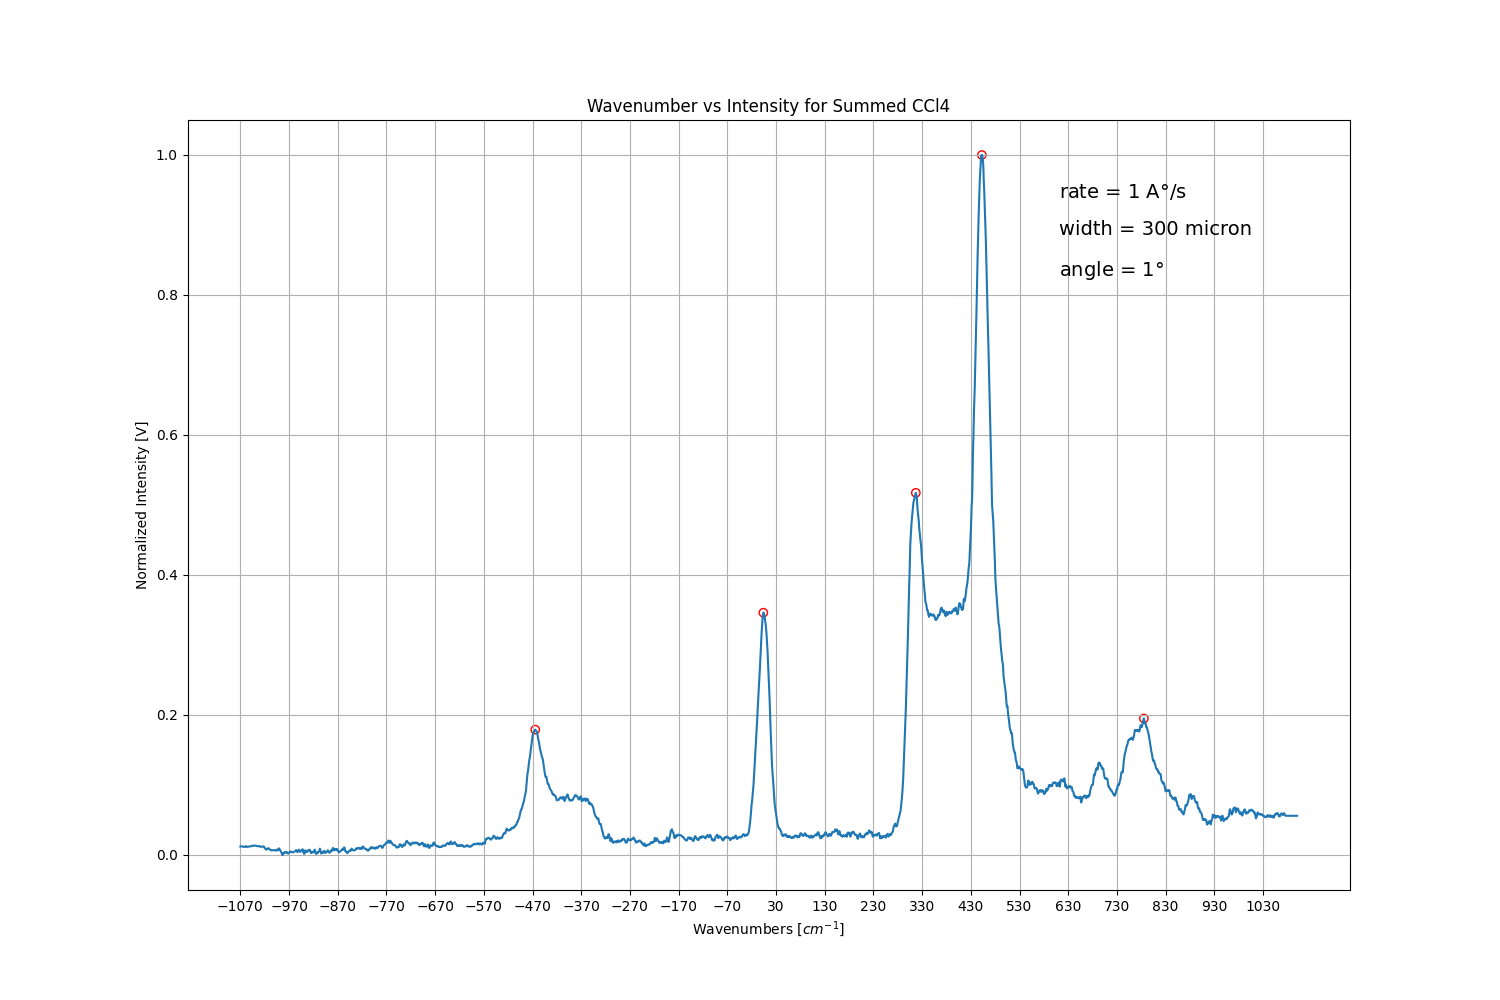 Wavenumber vs Intensity for Summed CCl4
1.0
0.8
0.6
0.4
0.2
0.0
Normalized Intensity [V]
rate = 1 A°/s
width = 300 micron
angle = 1°
−1070 −970 −870 −770 −670 −570 −470 −370 −270 −170 −70 30 130 230 330 430 530 630 730 830 930 1030
Wavenumbers [cm⁻¹]